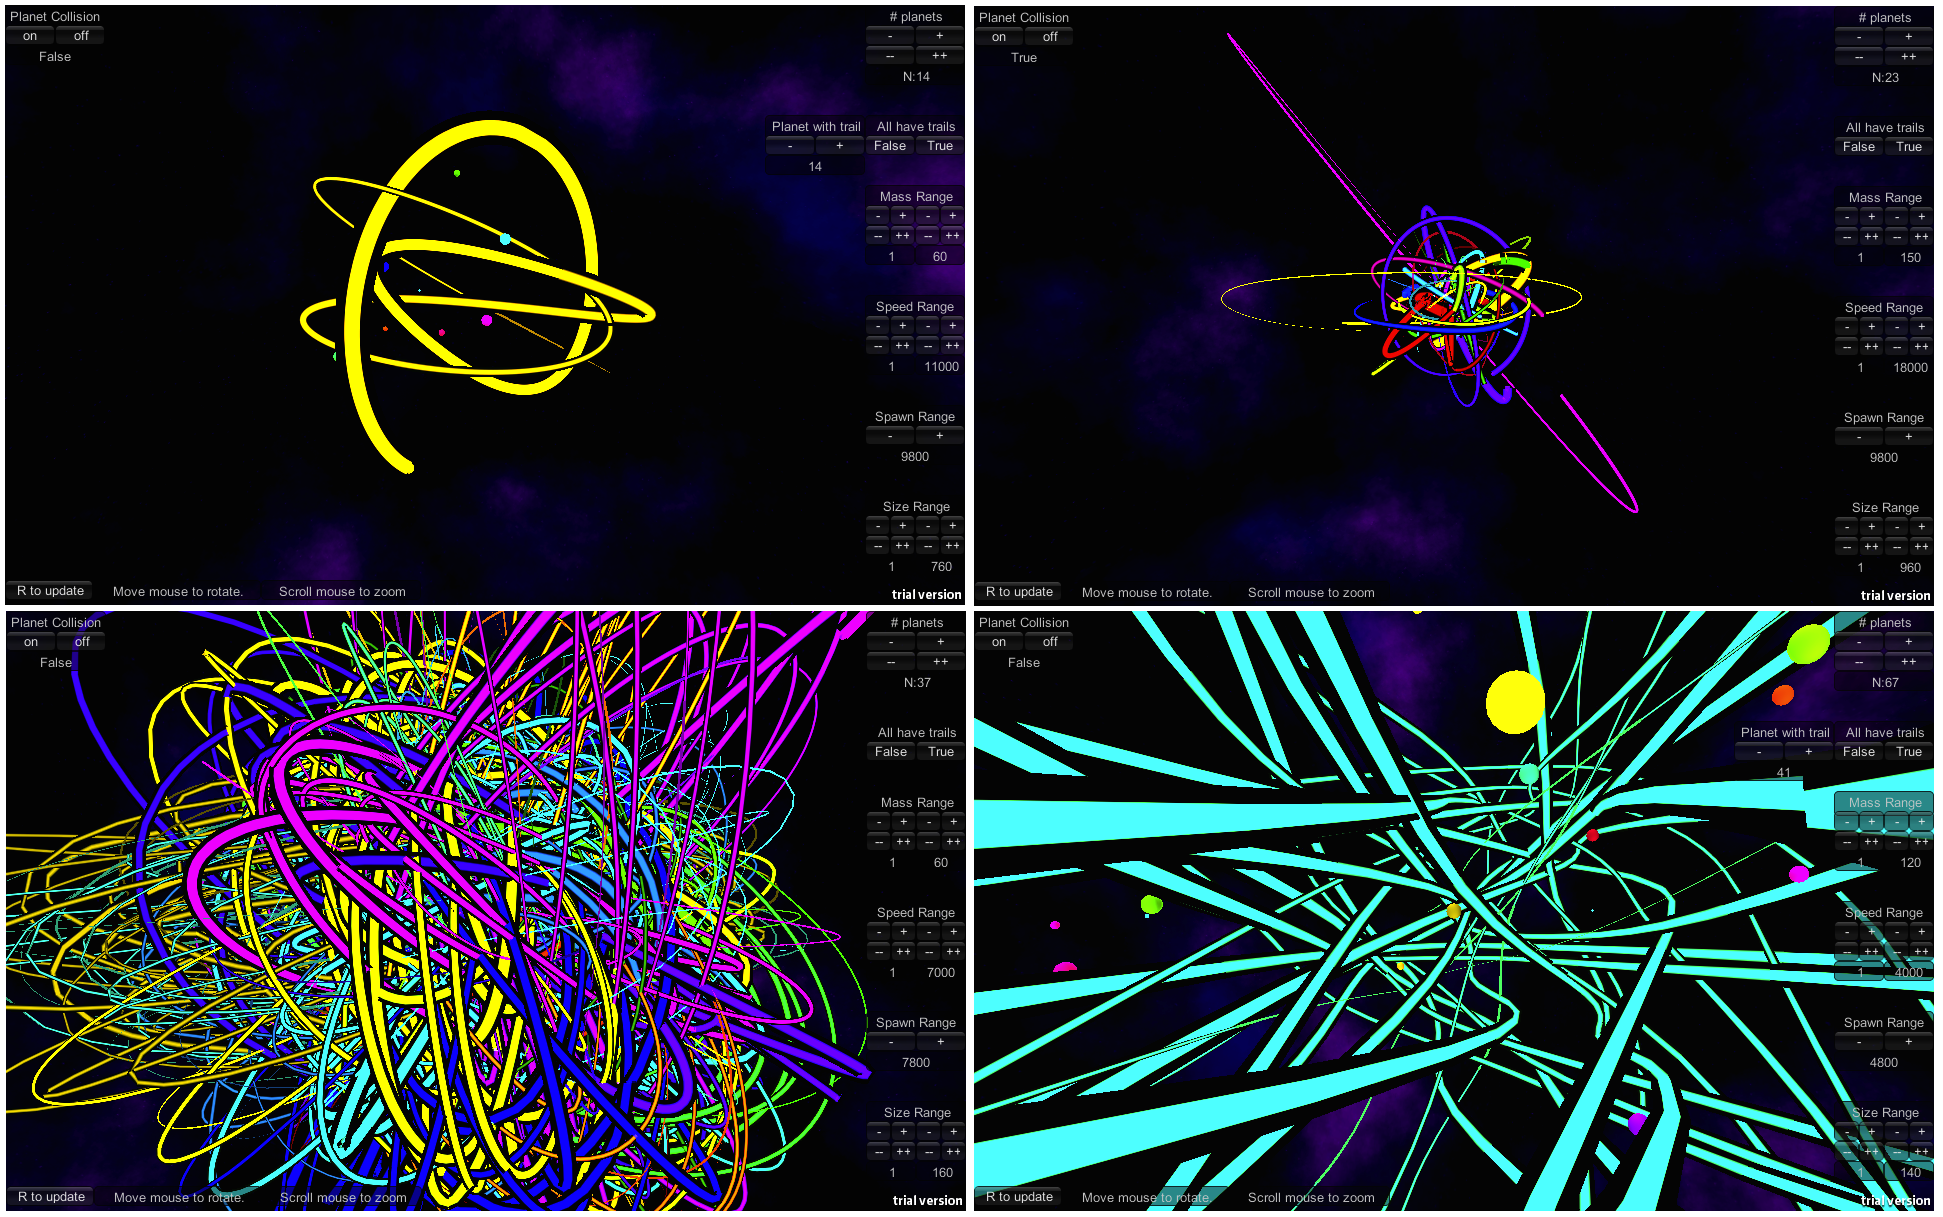 Planet Collision
on off
False
# planets
- +
-- ++
N:14
Planet with trail All have trails
- + False True
14
Mass Range
- + - +
-- ++ -- ++
1 60
Speed Range
- + - +
-- ++ -- ++
1 11000
Spawn Range
- +
9800
Size Range
- + - +
-- ++ -- ++
1 760
R to update Move mouse to rotate. Scroll mouse to zoom
trial version
Planet Collision
on off
True
# planets
- +
-- ++
N:23
All have trails
False True
Mass Range
- + - +
-- ++ -- ++
1 150
Speed Range
- + - +
-- ++ -- ++
1 18000
Spawn Range
- +
9800
Size Range
- + - +
-- ++ -- ++
1 960
R to update Move mouse to rotate. Scroll mouse to zoom
trial version
Planet Collision
on off
False
# planets
- +
-- ++
N:37
All have trails
False True
Mass Range
- + - +
-- ++ -- ++
1 60
Speed Range
- + - +
-- ++ -- ++
1 7000
Spawn Range
- +
7800
Size Range
- + - +
-- ++ -- ++
1 160
R to update Move mouse to rotate. Scroll mouse to zoom
trial version
Planet Collision
on off
False
# planets
- +
-- ++
N:67
Planet with trail All have trails
- + False True
41
Mass Range
- + - +
-- ++ -- ++
1 120
Speed Range
- + - +
-- ++ -- ++
1 4000
Spawn Range
- +
4800
Size Range
- + - +
-- ++ -- ++
1 140
R to update Move mouse to rotate. Scroll mouse to zoom
trial version